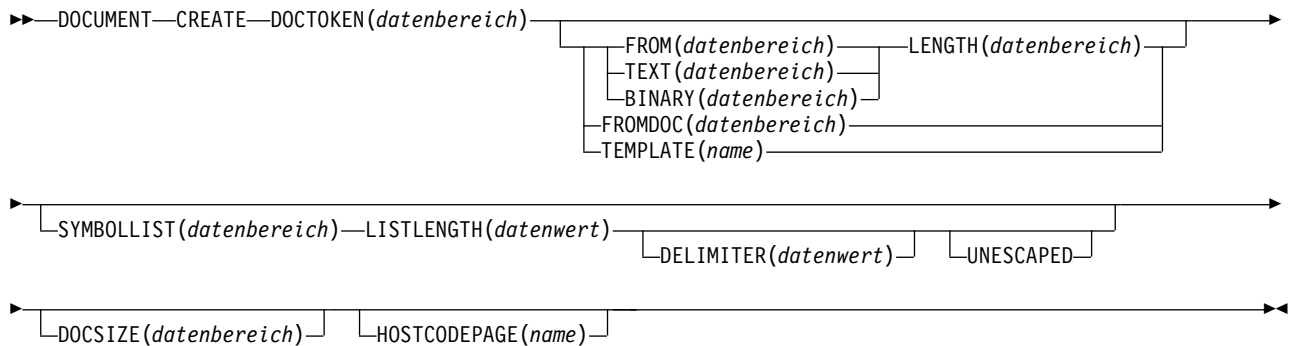 DOCUMENT CREATE DOCTOKEN(datenbereich)
FROM(datenbereich) LENGTH(datenbereich)
TEXT(datenbereich)
BINARY(datenbereich)
FROMDOC(datenbereich)
TEMPLATE(name)
SYMBOLLIST(datenbereich) LISTLENGTH(datenwert)
DELIMITER(datenwert) UNESCAPED
DOCSIZE(datenbereich) HOSTCODEPAGE(name)